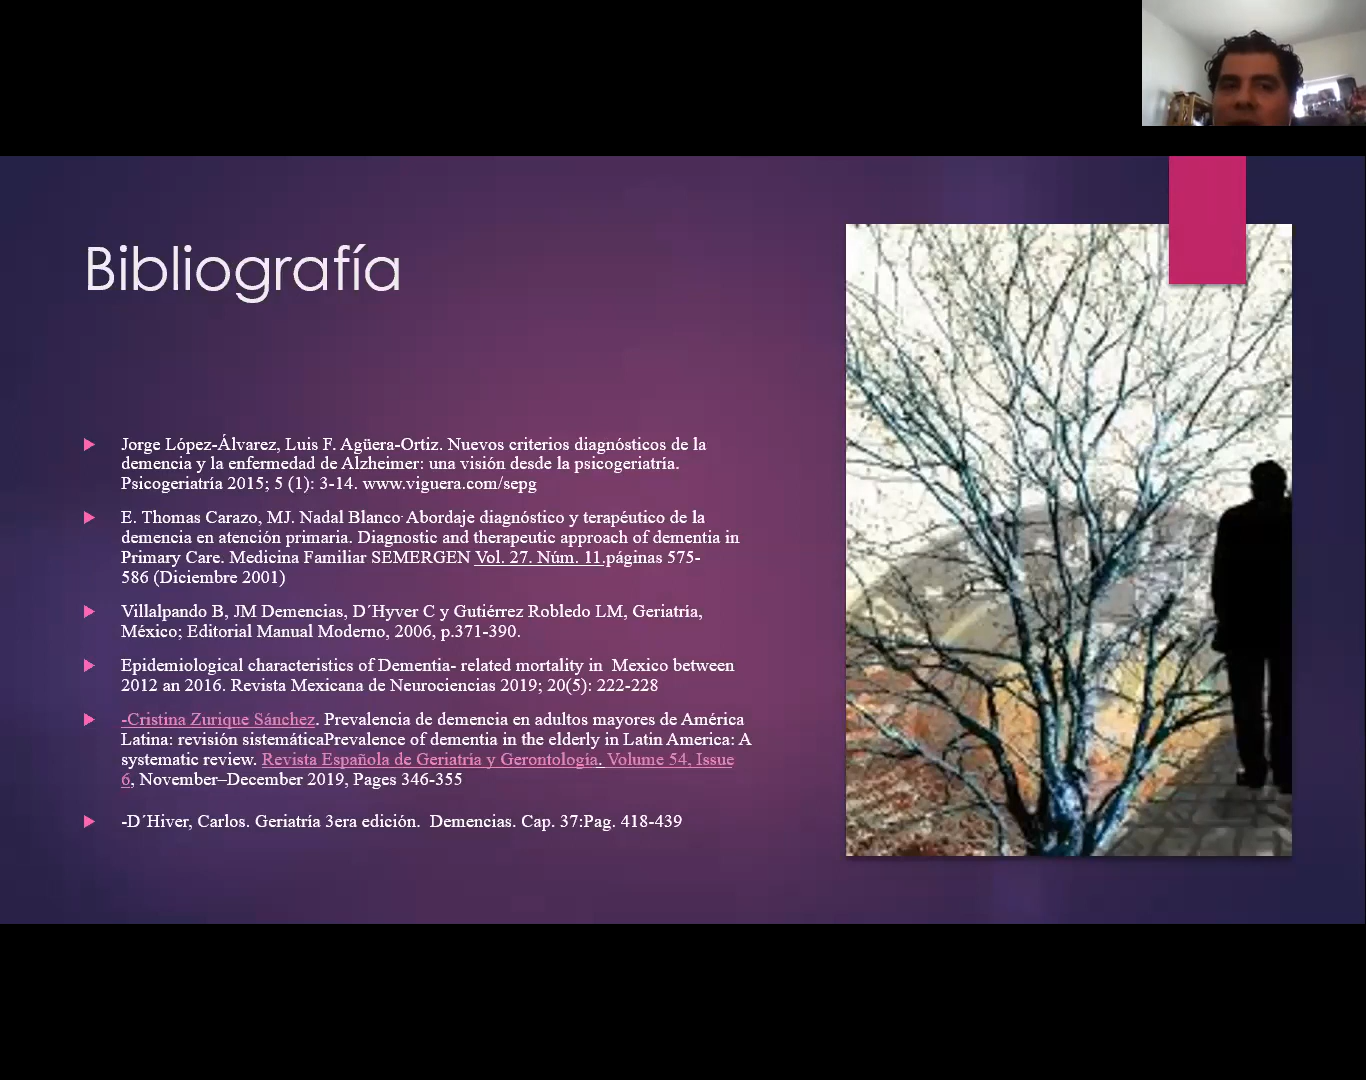 Bibliografía
Jorge López-Álvarez, Luis F. Agüera-Ortiz. Nuevos criterios diagnósticos de la
demencia y la enfermedad de Alzheimer: una visión desde la psicogeriatría.
Psicogeriatría 2015; 5 (1): 3-14. www.viguera.com/sepg
E. Thomas Carazo, MJ. Nadal Blanco· Abordaje diagnóstico y terapéutico de la
demencia en atención primaria. Diagnostic and therapeutic approach of dementia in
Primary Care. Medicina Familiar SEMERGEN Vol. 27. Núm. 11.páginas 575-
586 (Diciembre 2001)
Villalpando B, JM Demencias, D´Hyver C y Gutiérrez Robledo LM, Geriatría,
México; Editorial Manual Moderno, 2006, p.371-390.
Epidemiological characteristics of Dementia- related mortality in  Mexico between
2012 an 2016. Revista Mexicana de Neurociencias 2019; 20(5): 222-228
-Cristina Zurique Sánchez. Prevalencia de demencia en adultos mayores de América
Latina: revisión sistemáticaPrevalence of dementia in the elderly in Latin America: A
systematic review. Revista Española de Geriatría y Gerontología. Volume 54, Issue
6, November–December 2019, Pages 346-355
-D´Hiver, Carlos. Geriatría 3era edición.  Demencias. Cap. 37:Pag. 418-439